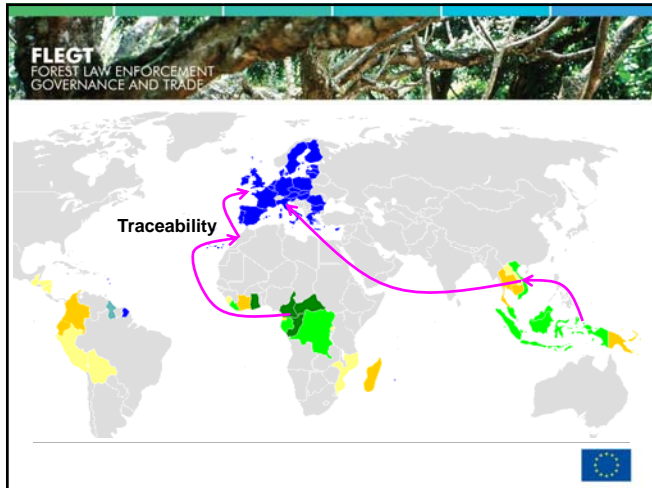 FLEGT
FOREST LAW ENFORCEMENT
GOVERNANCE AND TRADE
Traceability